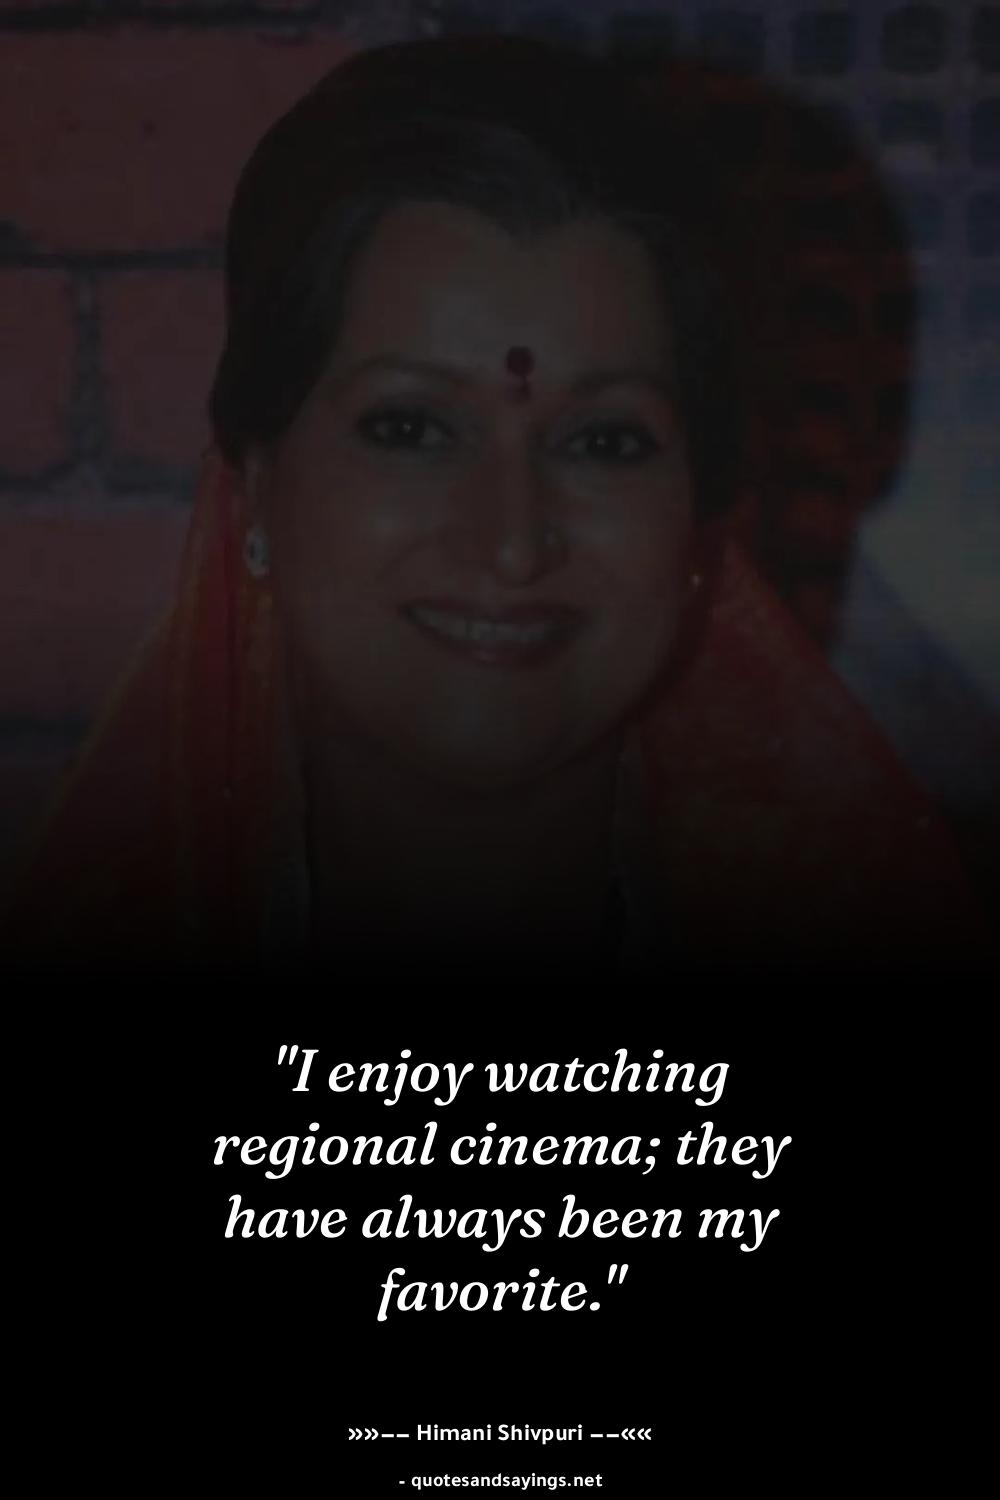 "I enjoy watching
regional cinema; they
have always been my
favorite."
»»−− Himani Shivpuri −−««
- quotesandsayings.net